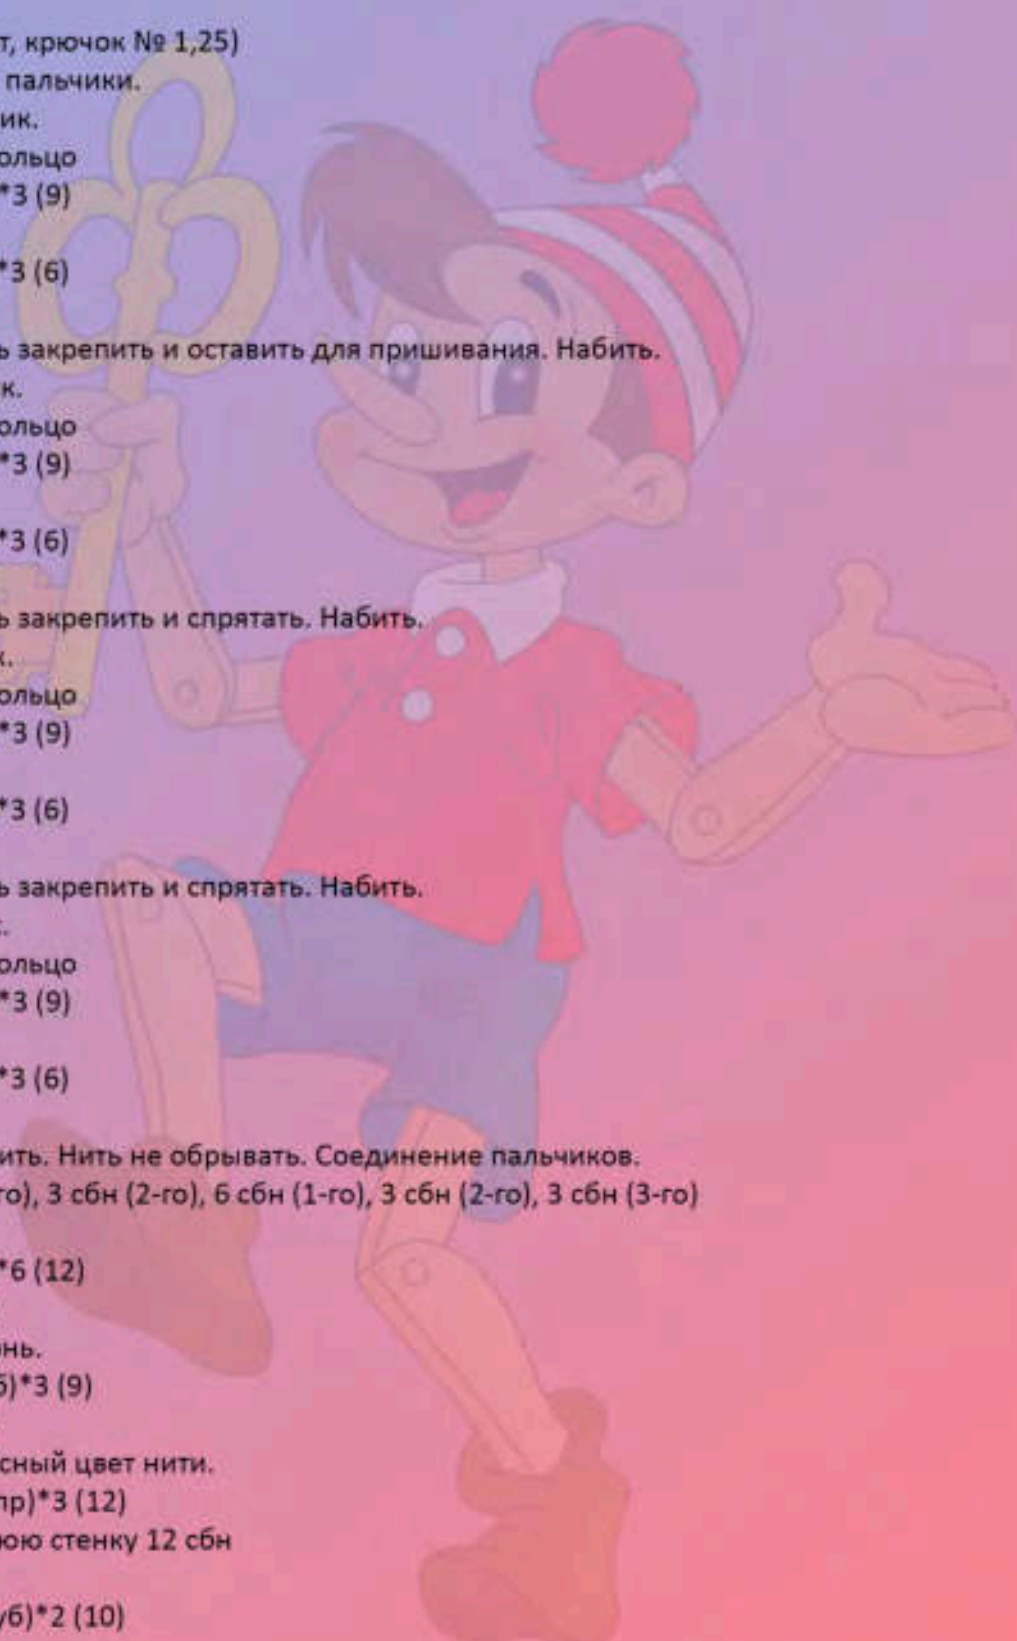 т, крючок № 1,25)
пальчики.
ик.
ольцо
*3 (9)
*3 (6)
ь закрепить и оставить для пришивания. Набить.
к.
ольцо
*3 (9)
*3 (6)
ь закрепить и спрятать. Набить.
к.
ольцо
*3 (9)
*3 (6)
ь закрепить и спрятать. Набить.
ольцо
*3 (9)
*3 (6)
ить. Нить не обрывать. Соединение пальчиков.
го), 3 сбн (2-го), 6 сбн (1-го), 3 сбн (2-го), 3 сбн (3-го)
*6 (12)
онь.
б)*3 (9)
сный цвет нити.
пр)*3 (12)
юю стенку 12 сбн
уб)*2 (10)